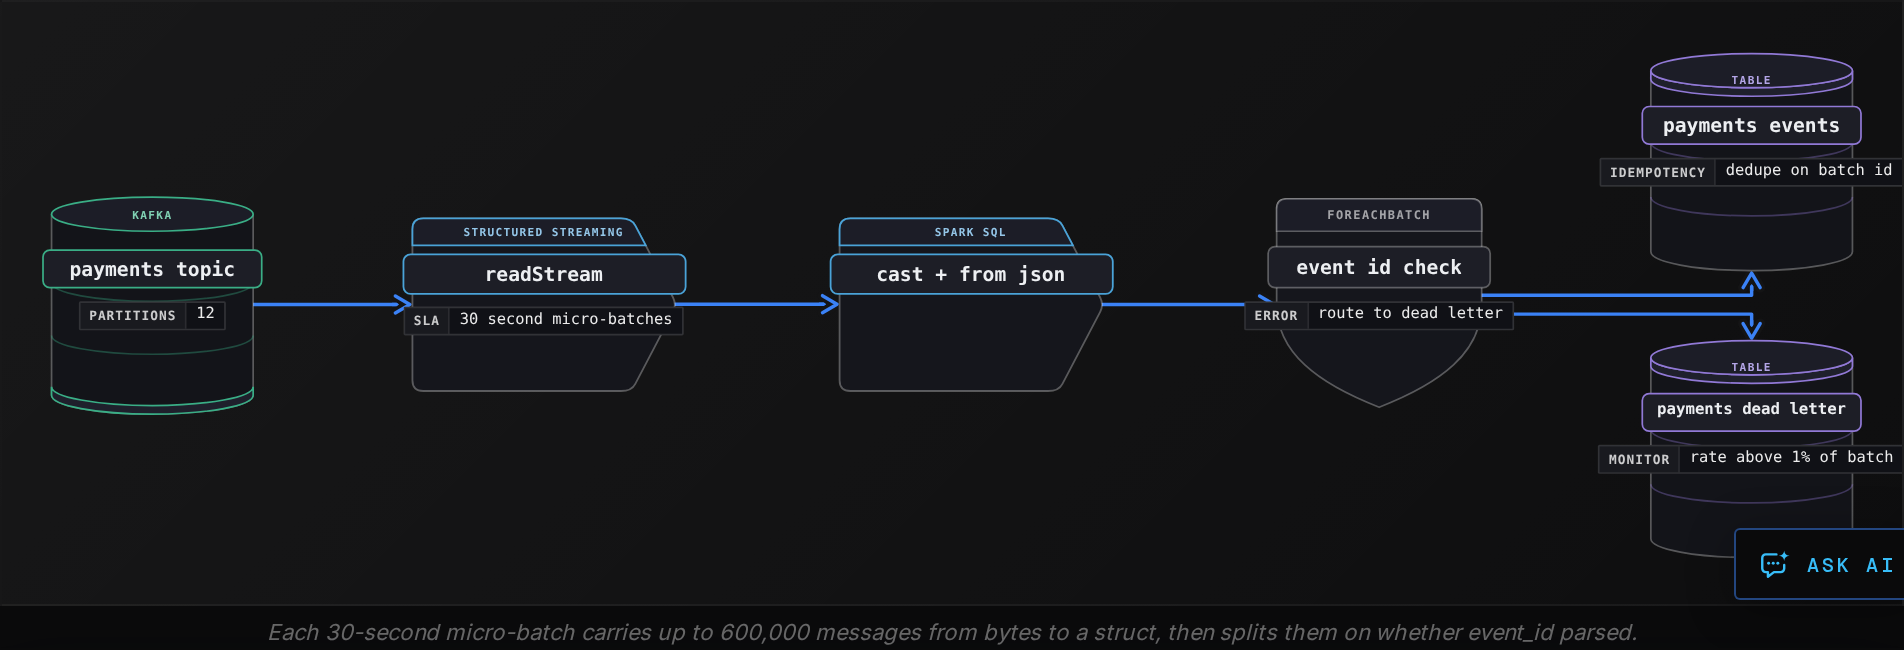 KAFKA
payments topic
PARTITIONS 12
STRUCTURED STREAMING
readStream
SLA 30 second micro-batches
SPARK SQL
cast + from json
FOREACHBATCH
event id check
ERROR route to dead letter
TABLE
payments events
IDEMPOTENCY dedupe on batch id
TABLE
payments dead letter
MONITOR rate above 1% of batch
ASK AI
Each 30-second micro-batch carries up to 600,000 messages from bytes to a struct, then splits them on whether event_id parsed.